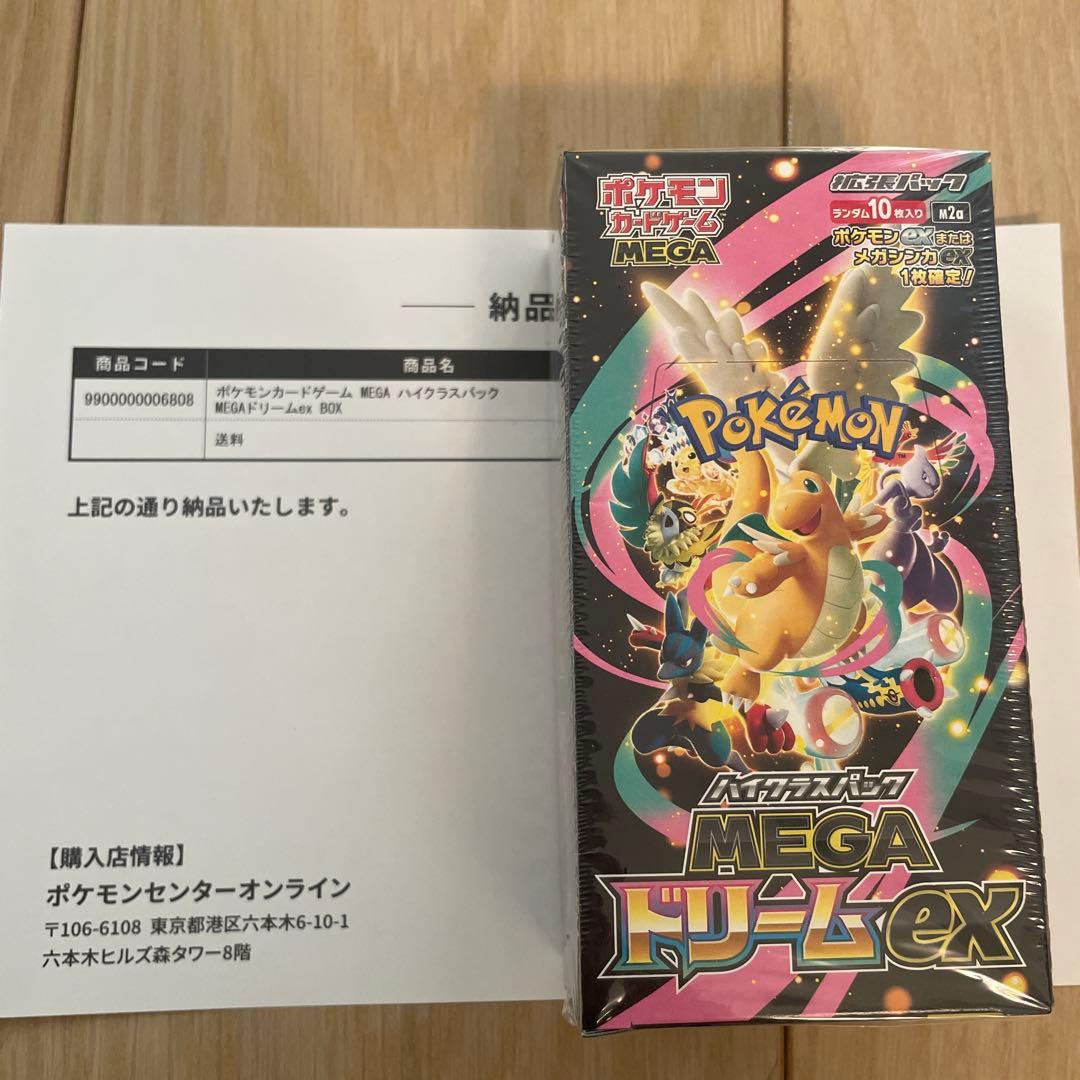 納品
商品コード 商品名
9900000006808 ポケモンカードゲーム MEGA ハイクラスパック
MEGAドリームex BOX
送料
上記の通り納品いたします。
【購入店情報】
ポケモンセンターオンライン
〒106-6108 東京都港区六本木6-10-1
六本木ヒルズ森タワー8階
ポケモン
カードゲーム
MEGA
拡張パック
ランダム10枚入り M2a
ポケモンexまたは
メガシンカex
1枚確定!
POKÉMON
TM
ハイクラスパック
MEGA
ドリームex